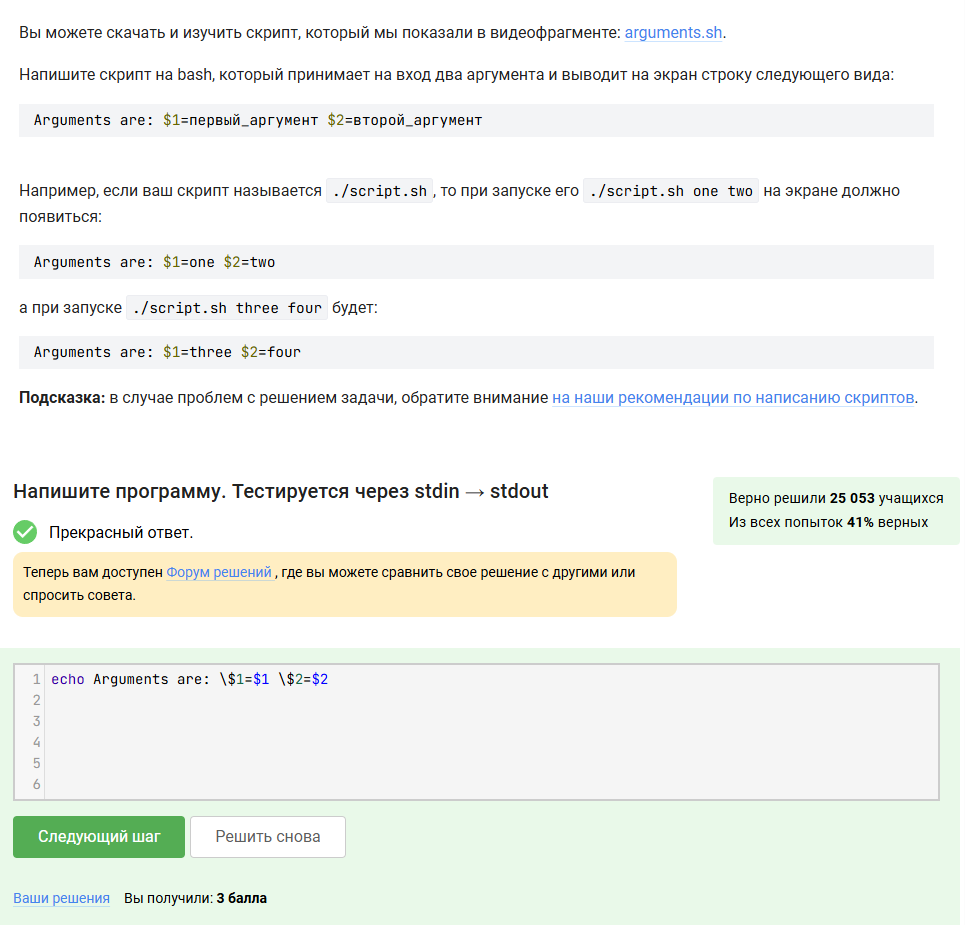 Вы можете скачать и изучить скрипт, который мы показали в видеофрагменте: arguments.sh.
Напишите скрипт на bash, который принимает на вход два аргумента и выводит на экран строку следующего вида:
Arguments are: $1=первый_аргумент $2=второй_аргумент
Например, если ваш скрипт называется ./script.sh, то при запуске его ./script.sh one two на экране должно
появиться:
Arguments are: $1=one $2=two
а при запуске ./script.sh three four будет:
Arguments are: $1=three $2=four
Подсказка: в случае проблем с решением задачи, обратите внимание на наши рекомендации по написанию скриптов.
Напишите программу. Тестируется через stdin → stdout
Верно решили 25 053 учащихся
Из всех попыток 41% верных
Прекрасный ответ.
Теперь вам доступен Форум решений, где вы можете сравнить свое решение с другими или
спросить совета.
1 echo Arguments are: \$1=$1 \$2=$2
2
3
4
5
6
Следующий шаг Решить снова
Ваши решения Вы получили: 3 балла